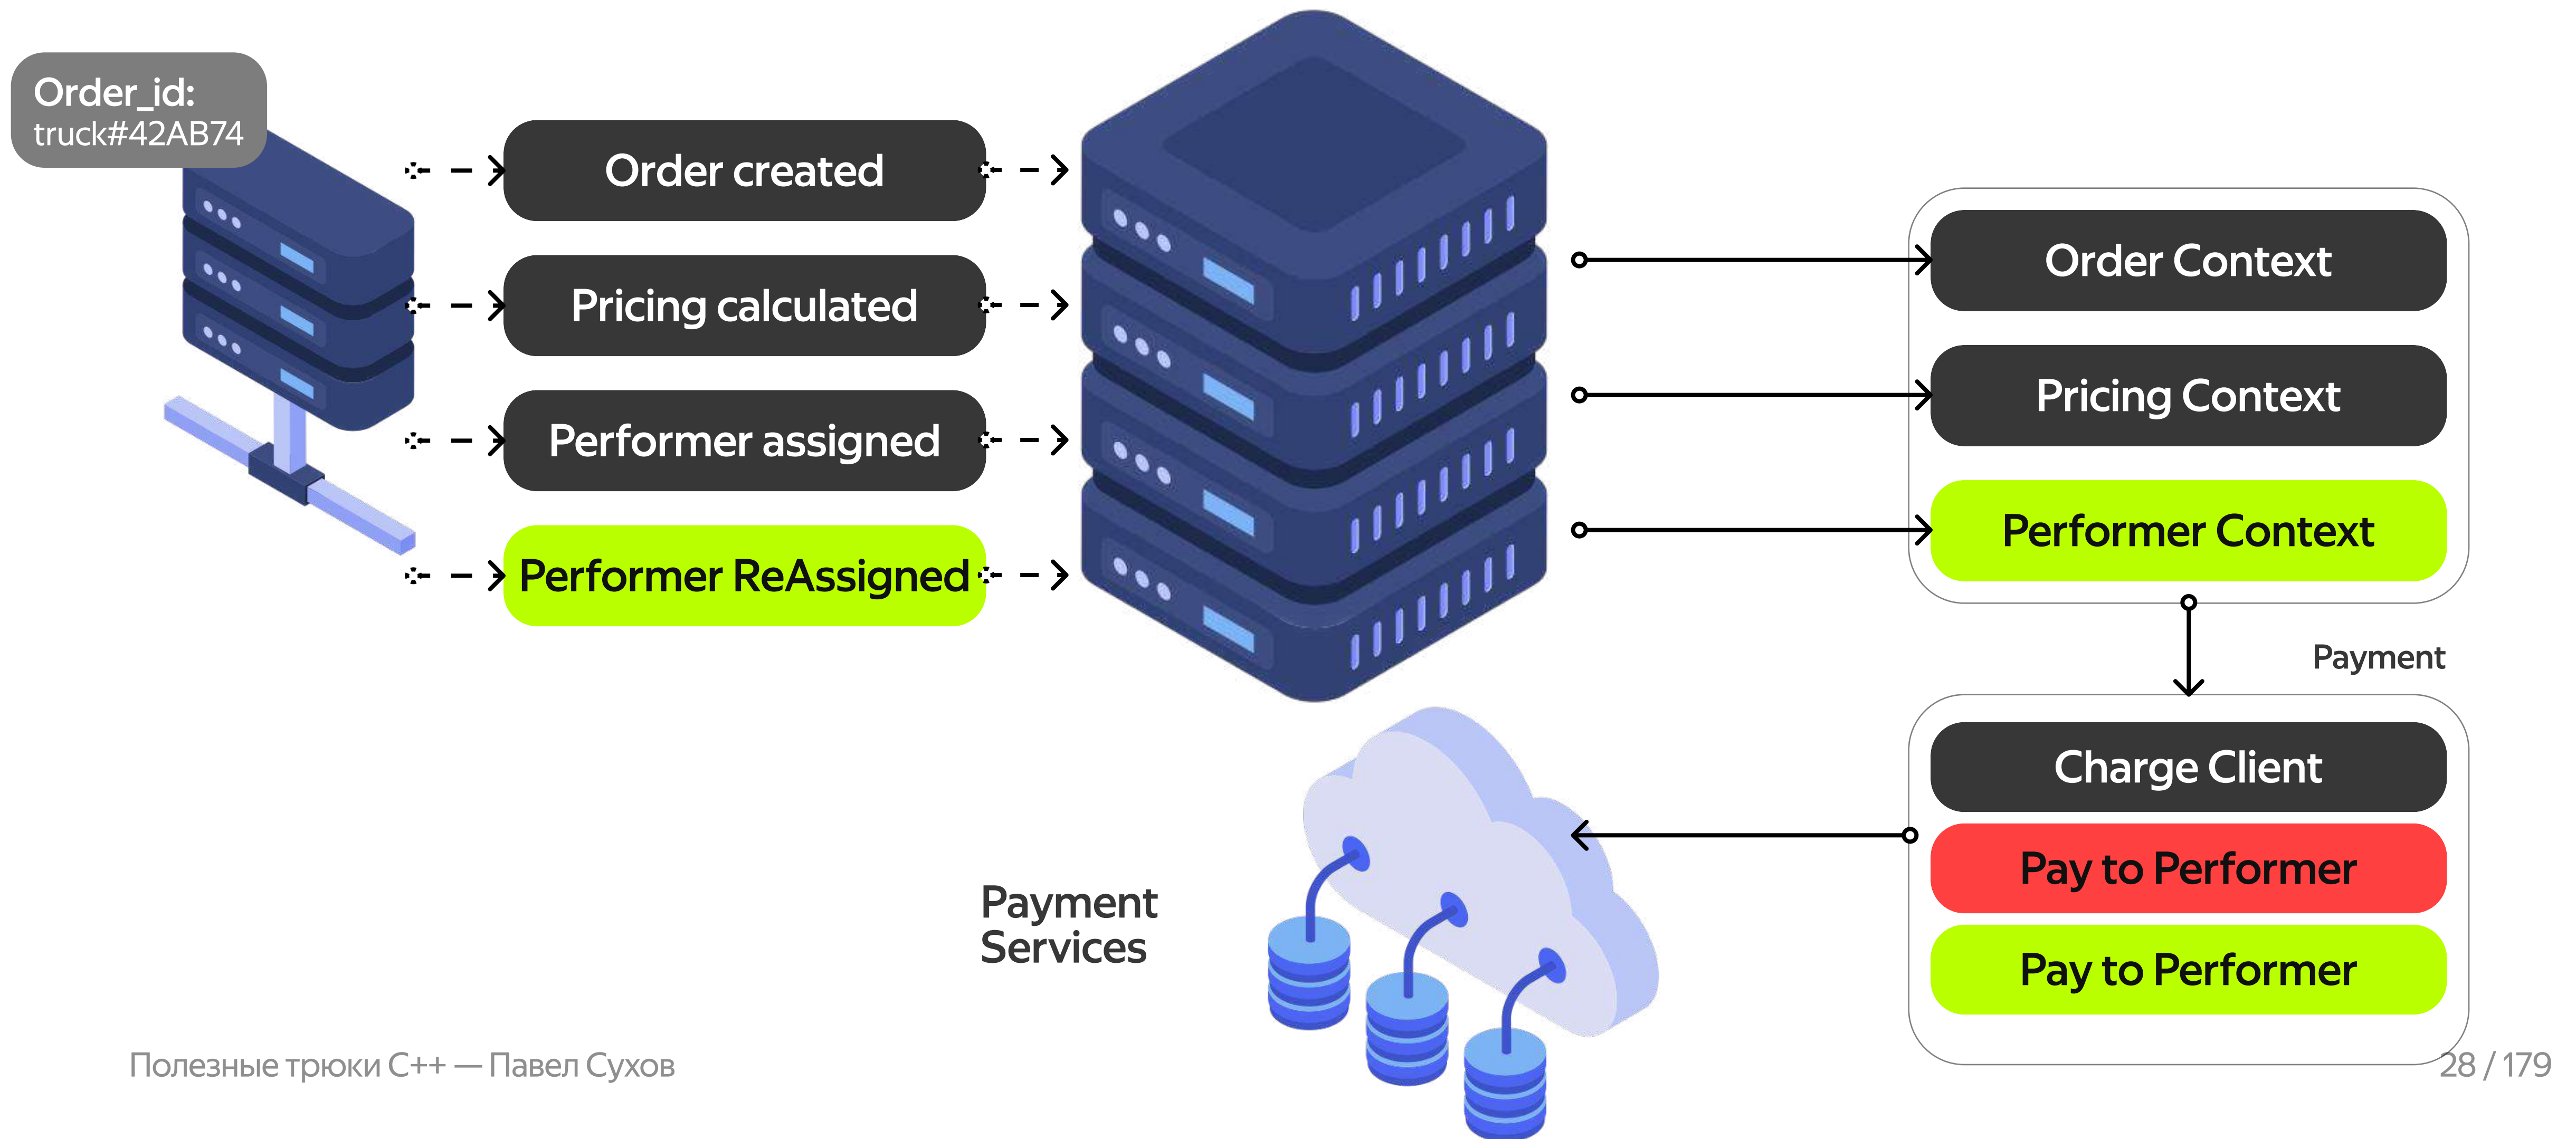 Order_id:
truck#42AB74
Order created
Pricing calculated
Performer assigned
Performer ReAssigned
Order Context
Pricing Context
Performer Context
Payment
Charge Client
Pay to Performer
Pay to Performer
Payment
Services
Полезные трюки C++ — Павел Сухов
28 / 179